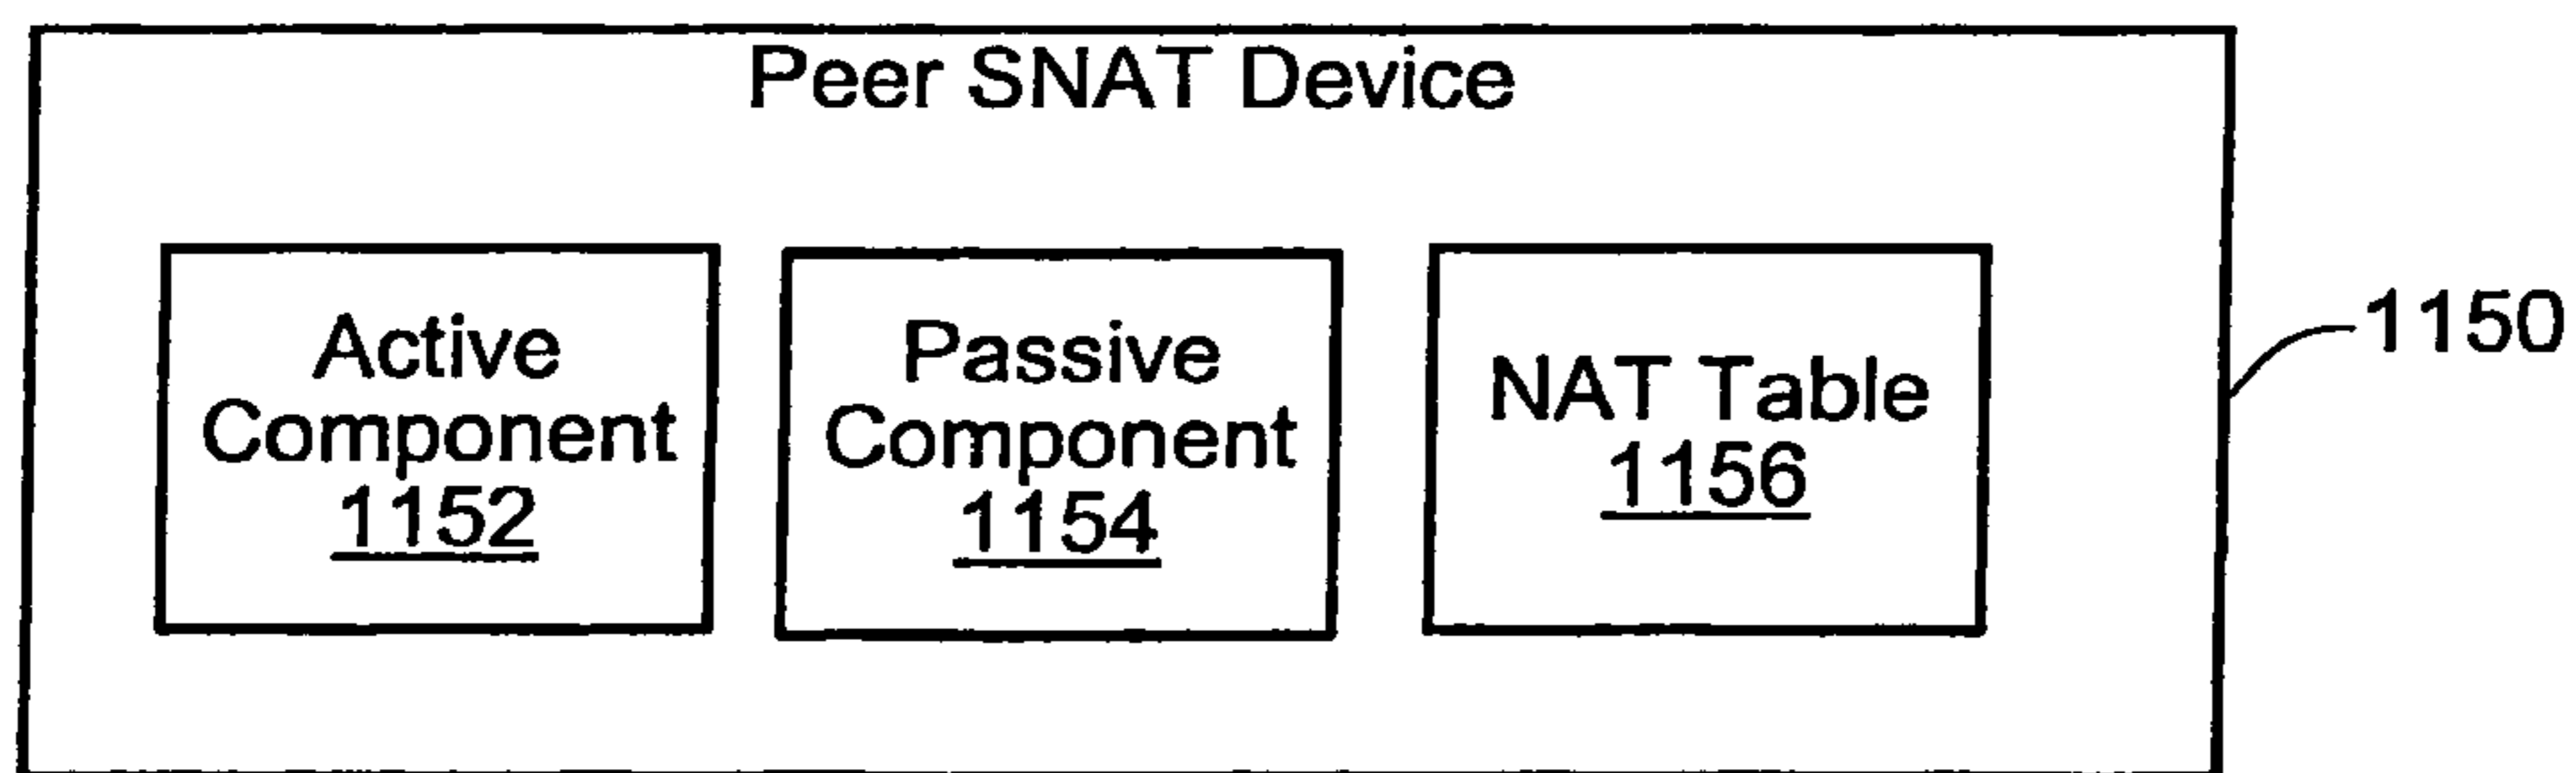 Peer SNAT Device
Active
Component
1152
Passive
Component
1154
NAT Table
1156
1150